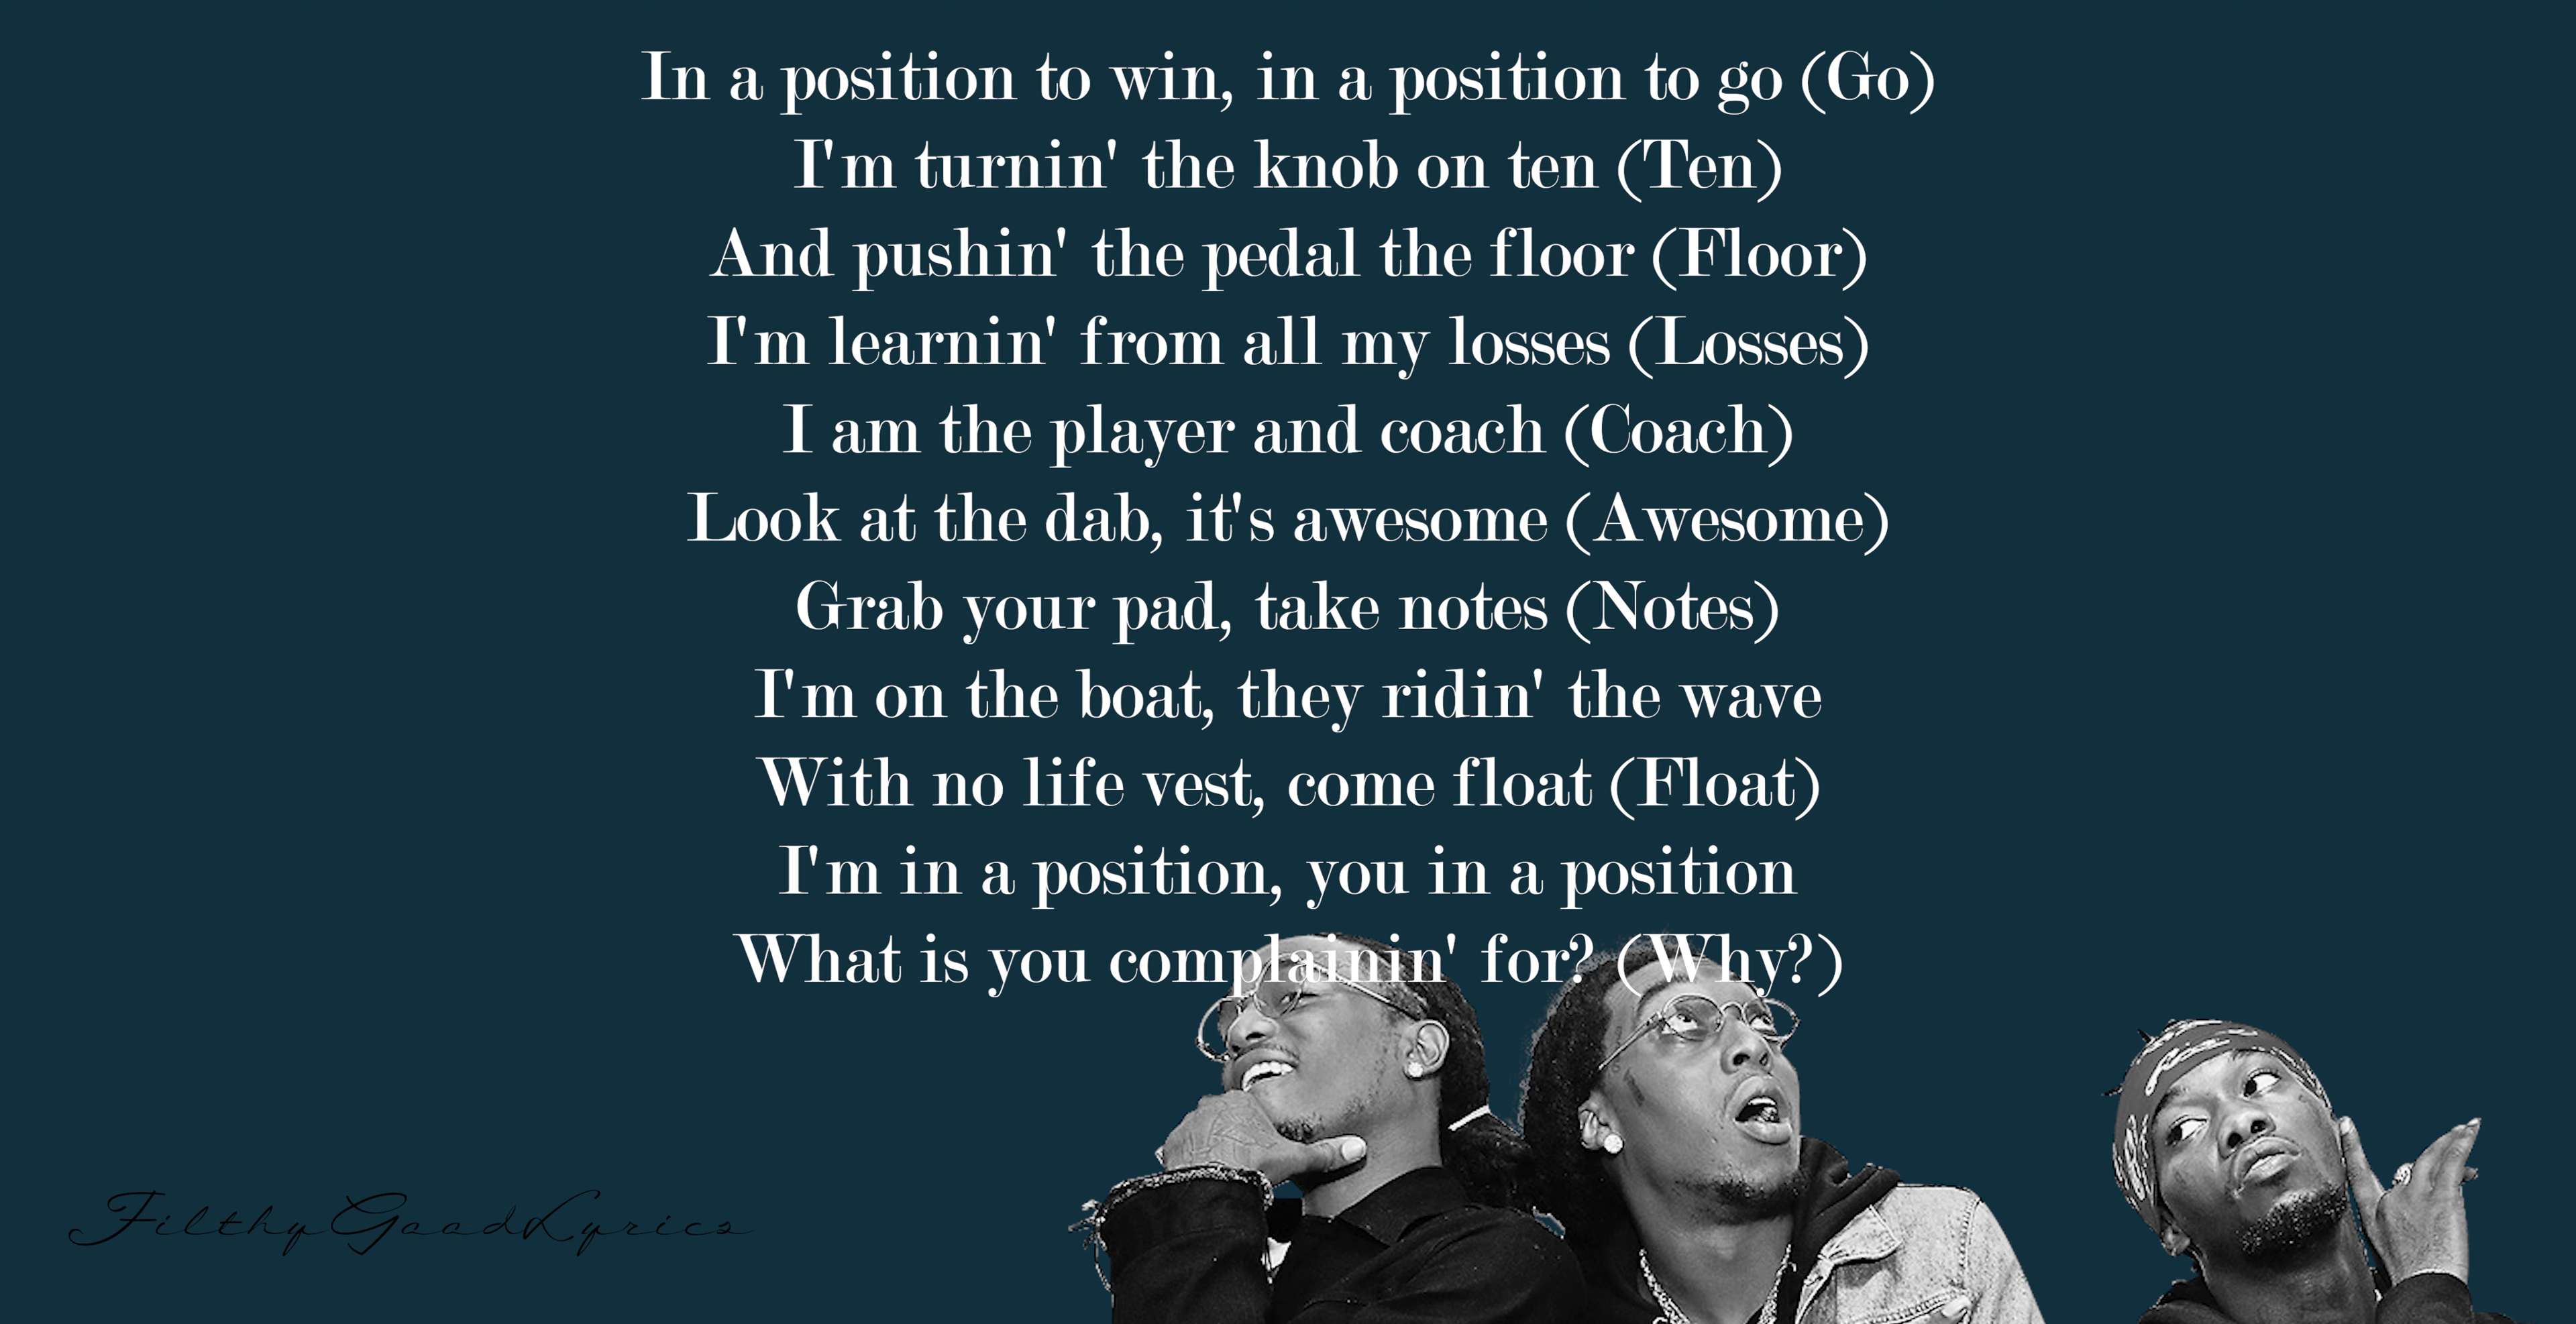 In a position to win, in a position to go (Go)
I'm turnin' the knob on ten (Ten)
And pushin' the pedal the floor (Floor)
I'm learnin' from all my losses (Losses)
I am the player and coach (Coach)
Look at the dab, it's awesome (Awesome)
Grab your pad, take notes (Notes)
I'm on the boat, they ridin' the wave
With no life vest, come float (Float)
I'm in a position, you in a position
What is you complainin' for? (Why?)
FilthyGoodLyrics